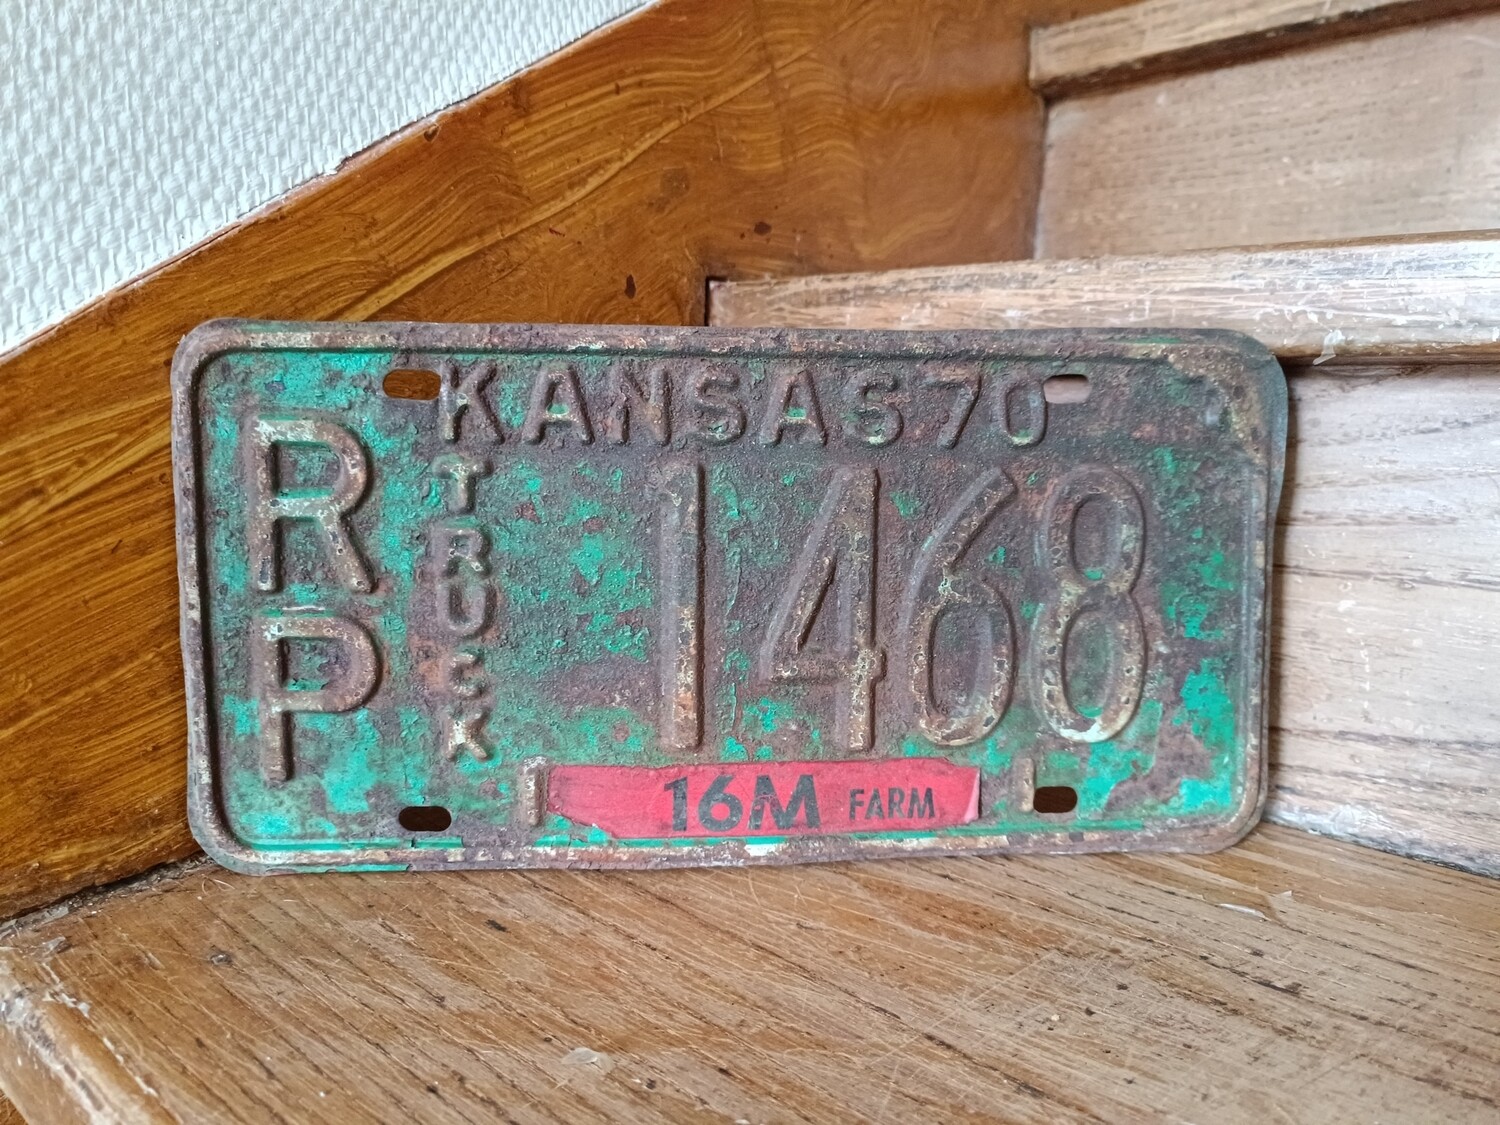 KANSAS 70
RP
TRUCK
1468
16M FARM